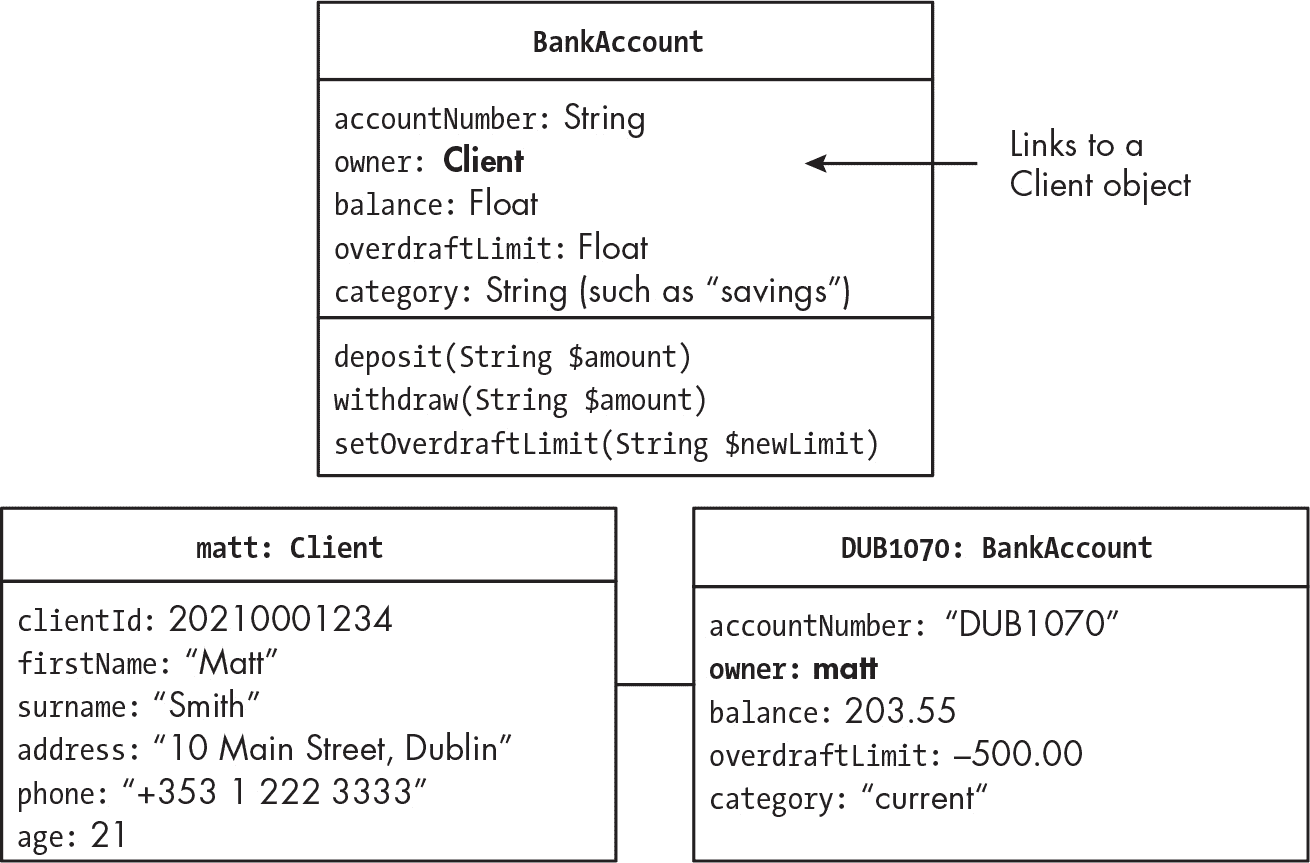 BankAccount
accountNumber: String
owner: Client
balance: Float
overdraftLimit: Float
category: String (such as “savings”)
Links to a
Client object
deposit(String $amount)
withdraw(String $amount)
setOverdraftLimit(String $newLimit)
matt: Client
clientId: 20210001234
firstName: “Matt”
surname: “Smith”
address: “10 Main Street, Dublin”
phone: “+353 1 222 3333”
age: 21
DUB1070: BankAccount
accountNumber: “DUB1070”
owner: matt
balance: 203.55
overdraftLimit: –500.00
category: “current”